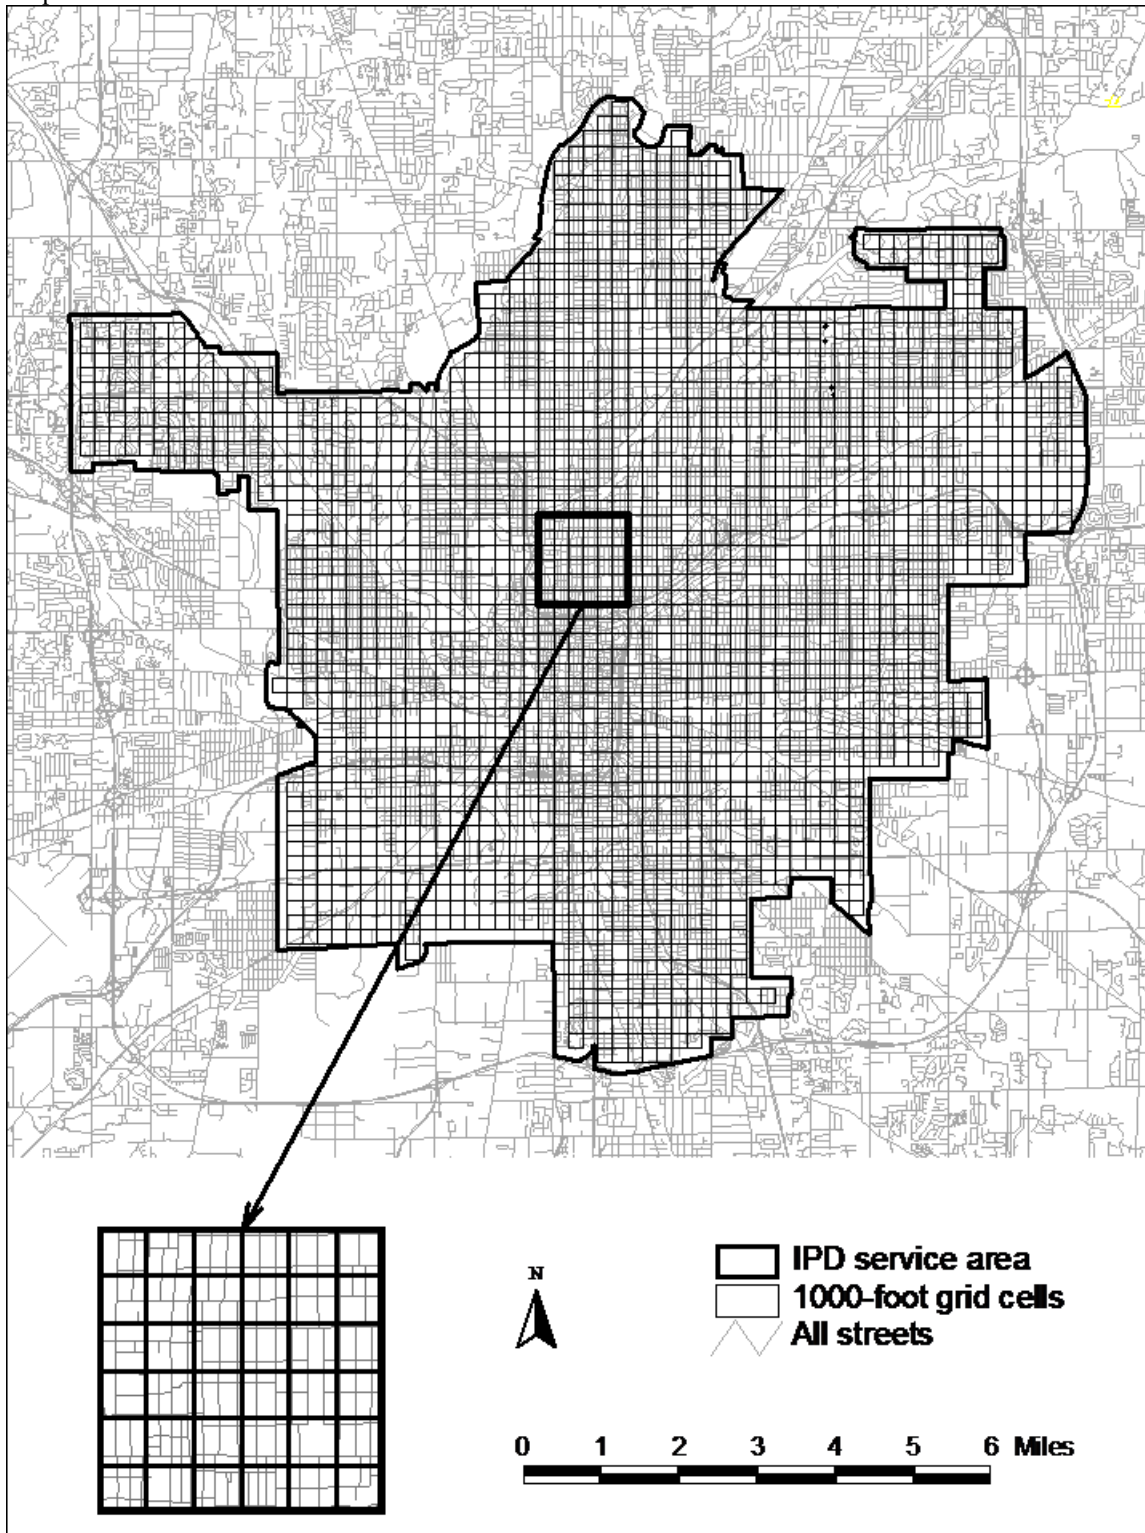 N
IPD service area
1000-foot grid cells
All streets
0 1 2 3 4 5 6 Miles